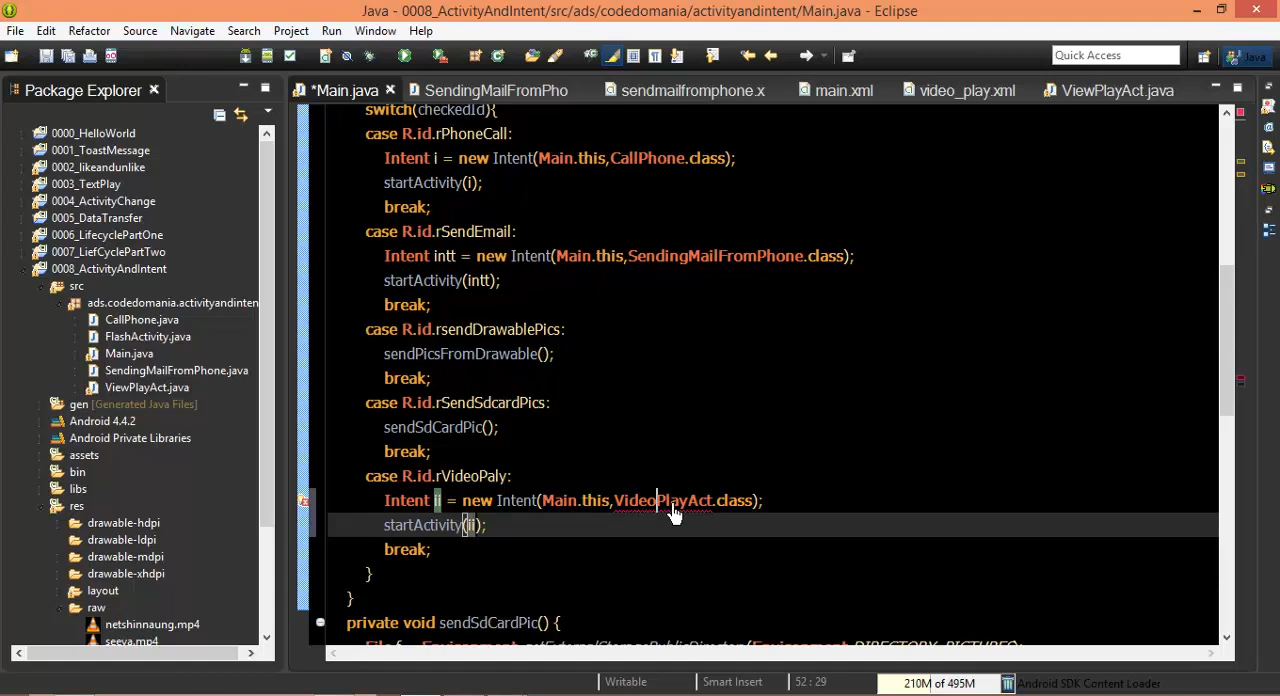 Java - 0008_ActivityAndIntent/src/ads/codedomania/activityandintent/Main.java - Eclipse
File Edit Refactor Source Navigate Search Project Run Window Help
Quick Access
Java
Package Explorer
*Main.java
SendingMailFromPho
sendmailfromphone.x
main.xml
video_play.xml
ViewPlayAct.java
0000_HelloWorld
0001_ToastMessage
0002_likeandunlike
0003_TextPlay
0004_ActivityChange
0005_DataTransfer
0006_LifecyclePartOne
0007_LiefCyclePartTwo
0008_ActivityAndIntent
src
ads.codedomania.activityandinten
CallPhone.java
FlashActivity.java
Main.java
SendingMailFromPhone.java
ViewPlayAct.java
gen [Generated Java Files]
Android 4.4.2
Android Private Libraries
assets
bin
libs
res
drawable-hdpi
drawable-ldpi
drawable-mdpi
drawable-xhdpi
layout
raw
netshinnaung.mp4
seeva.mp4
switch(checkedId){
case R.id.rPhoneCall:
Intent i = new Intent(Main.this,CallPhone.class);
startActivity(i);
break;
case R.id.rSendEmail:
Intent intt = new Intent(Main.this,SendingMailFromPhone.class);
startActivity(intt);
break;
case R.id.rsendDrawablePics:
sendPicsFromDrawable();
break;
case R.id.rSendSdcardPics:
sendSdCardPic();
break;
case R.id.rVideoPaly:
Intent ii = new Intent(Main.this,VideoPlayAct.class);
startActivity(ii);
break;
}
}
private void sendSdCardPic() {
File f = Environment.getExternalStoragePublicDirectory(Environment.DIRECTORY_PICTURES);
Writable
Smart Insert
52 : 29
210M of 495M
Android SDK Content Loader